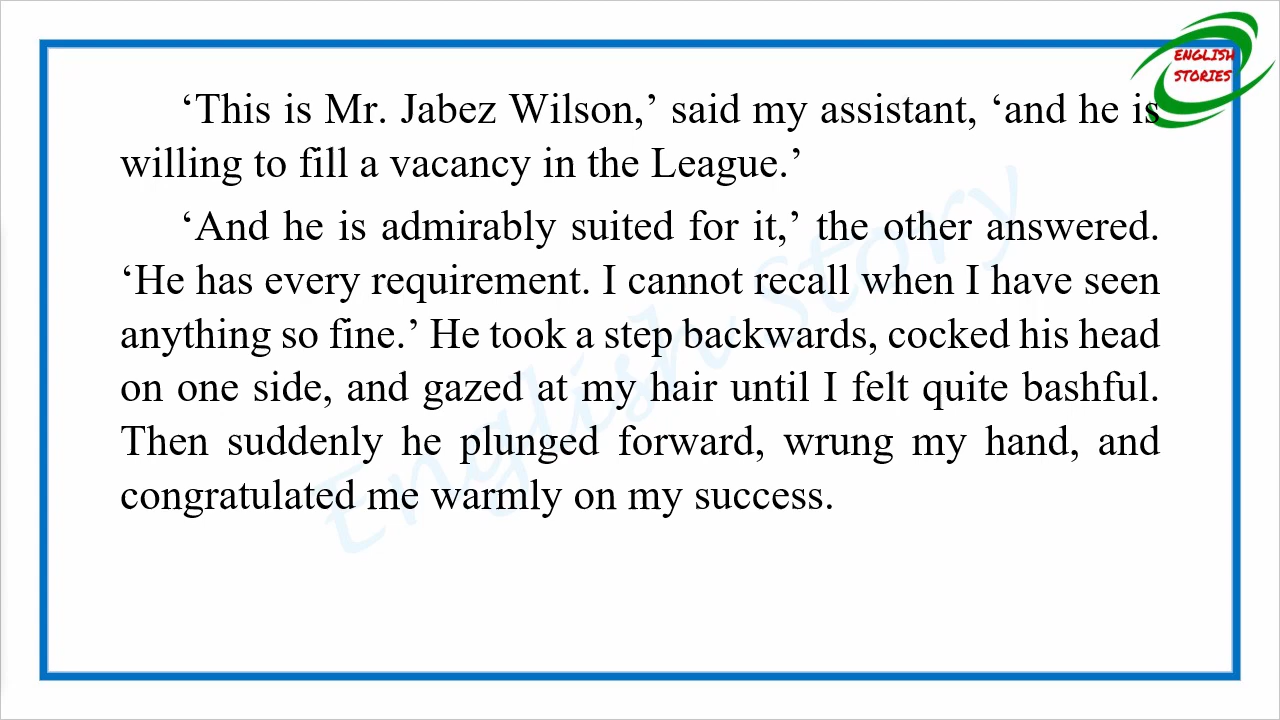 ENGLISH
STORIES
‘This is Mr. Jabez Wilson,’ said my assistant, ‘and he is
willing to fill a vacancy in the League.’
‘And he is admirably suited for it,’ the other answered.
‘He has every requirement. I cannot recall when I have seen
anything so fine.’ He took a step backwards, cocked his head
on one side, and gazed at my hair until I felt quite bashful.
Then suddenly he plunged forward, wrung my hand, and
congratulated me warmly on my success.
English Story